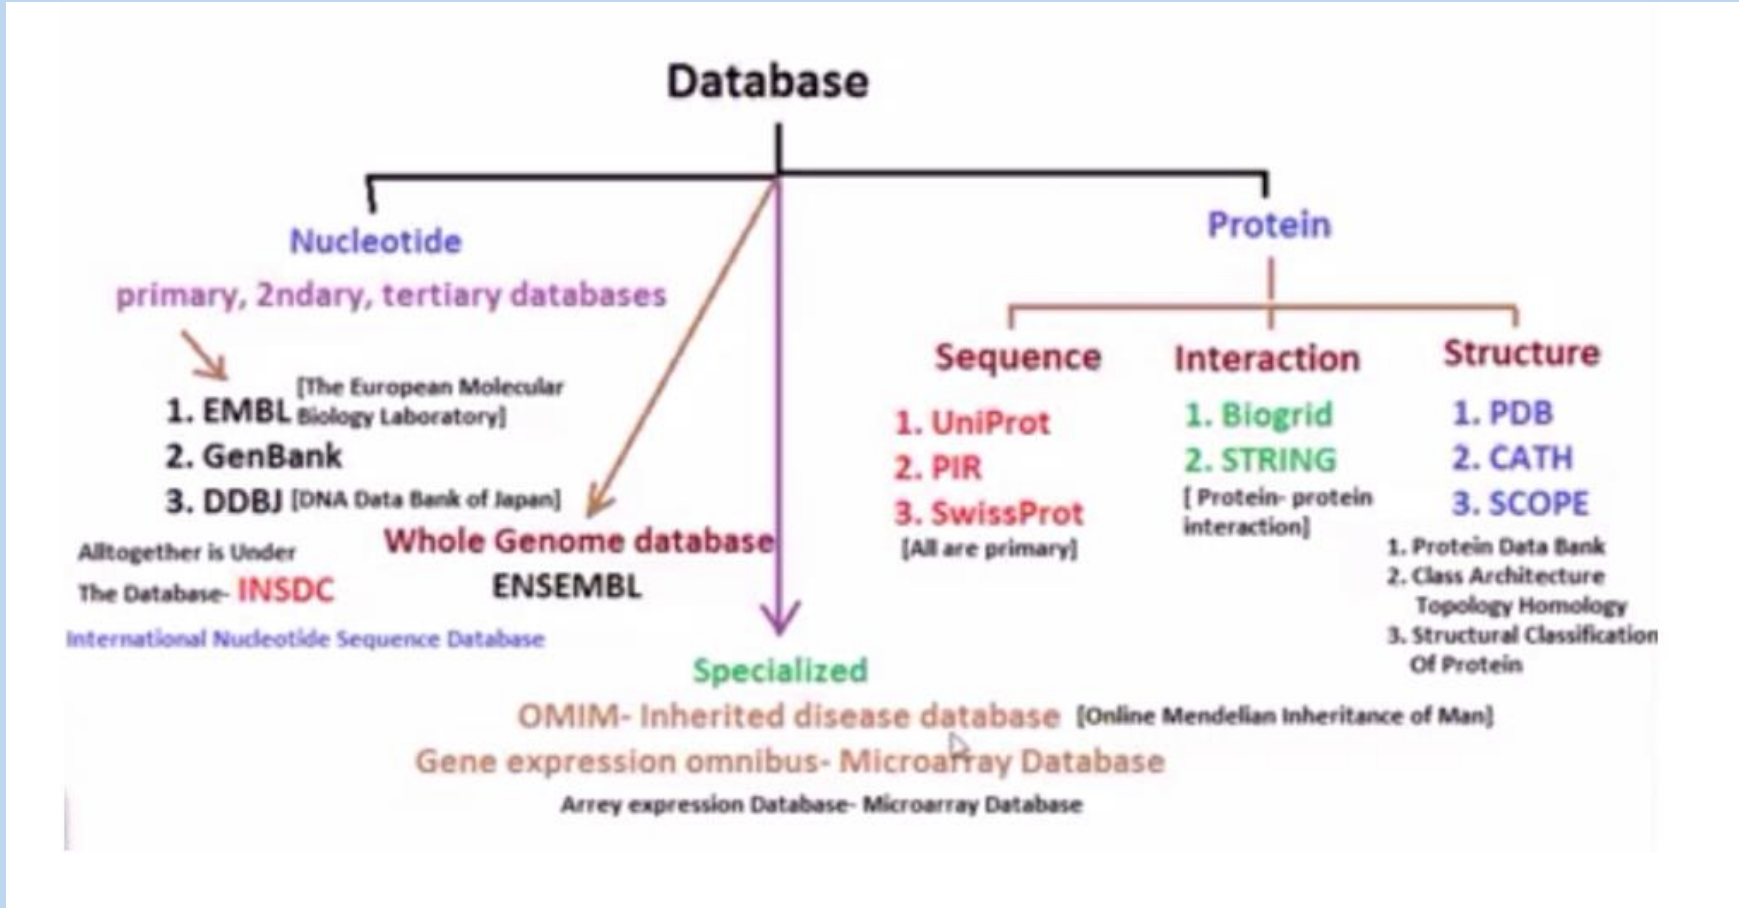 Database
Nucleotide
primary, 2ndary, tertiary databases
1. EMBL [The European Molecular
Biology Laboratory]
2. GenBank
3. DDBJ [DNA Data Bank of Japan]
Alltogether is Under
The Database- INSDC
International Nucleotide Sequence Database
Whole Genome database
ENSEMBL
Protein
Sequence
1. UniProt
2. PIR
3. SwissProt
[All are primary]
Interaction
1. Biogrid
2. STRING
[ Protein- protein
interaction]
Structure
1. PDB
2. CATH
3. SCOPE
1. Protein Data Bank
2. Class Architecture
Topology Homology
3. Structural Classification
Of Protein
Specialized
OMIM- Inherited disease database [Online Mendelian Inheritance of Man]
Gene expression omnibus- Microarray Database
Arrey expression Database- Microarray Database